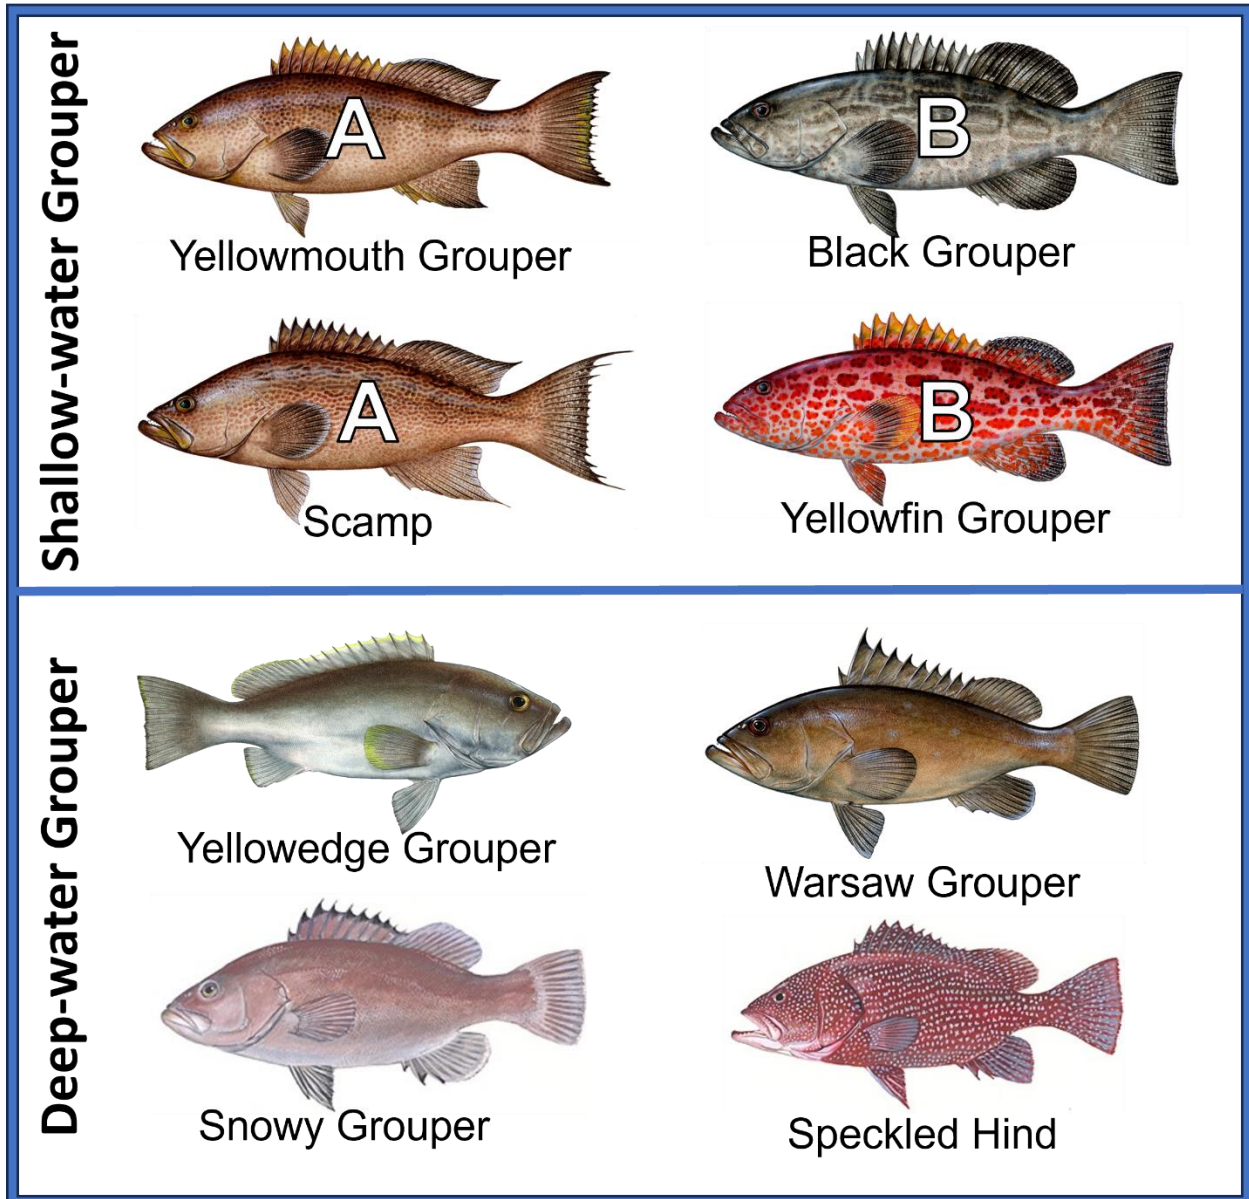 Shallow-water Grouper
A
Yellowmouth Grouper
B
Black Grouper
A
Scamp
B
Yellowfin Grouper
Deep-water Grouper
Yellowedge Grouper
Warsaw Grouper
Snowy Grouper
Speckled Hind